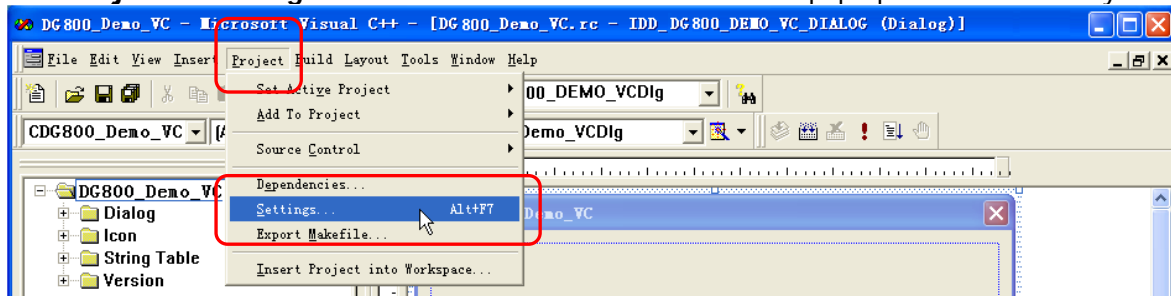 DG800_Demo_VC - Microsoft Visual C++ - [DG800_Demo_VC.rc - IDD_DG800_DEMO_VC_DIALOG (Dialog)]
File Edit View Insert Project Build Layout Tools Window Help
Set Active Project
00_DEMO_VCDlg
Add To Project
CDG800_Demo_VC
Demo_VCDlg
Source Control
DG800_Demo_VC
Dependencies...
Dialog
Settings... Alt+F7
Demo_VC
Icon
Export Makefile...
String Table
Insert Project into Workspace...
Version